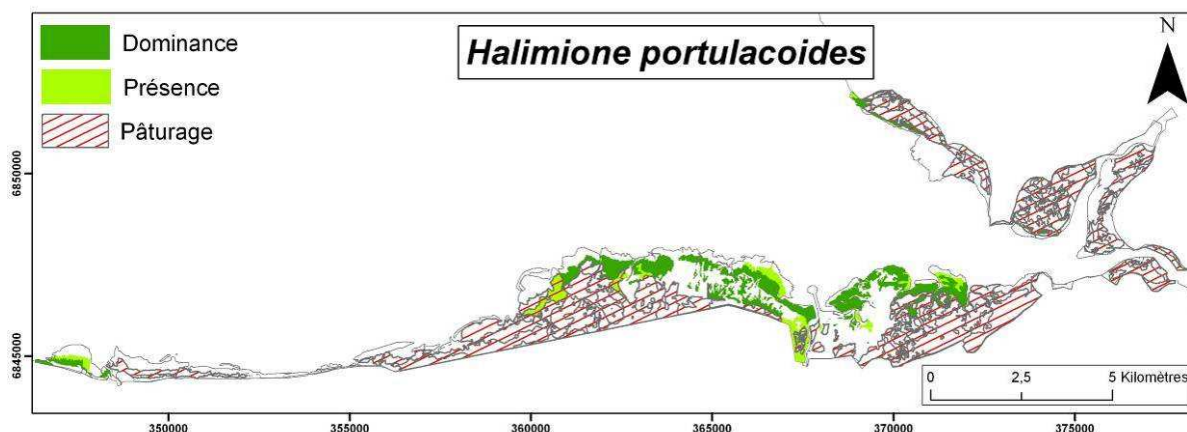 Dominance
Présence
Pâturage
Halimione portulacoides
N
6850000
6845000
0 2,5 5 Kilomètres
350000 355000 360000 365000 370000 375000